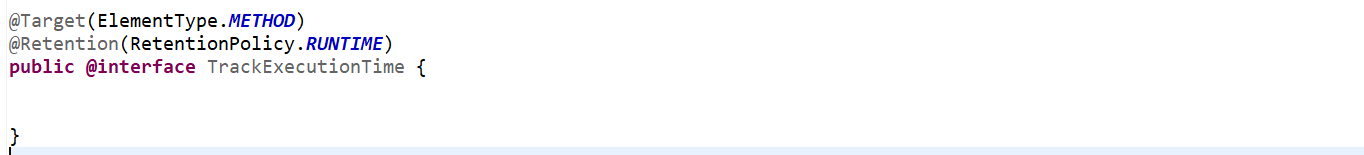 @Target(ElementType.METHOD)
@Retention(RetentionPolicy.RUNTIME)
public @interface TrackExecutionTime {
}